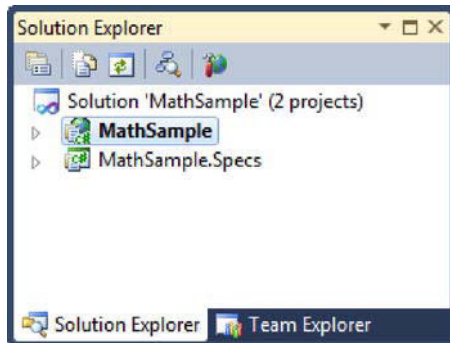 Solution Explorer
Solution 'MathSample' (2 projects)
MathSample
MathSample.Specs
Solution Explorer Team Explorer